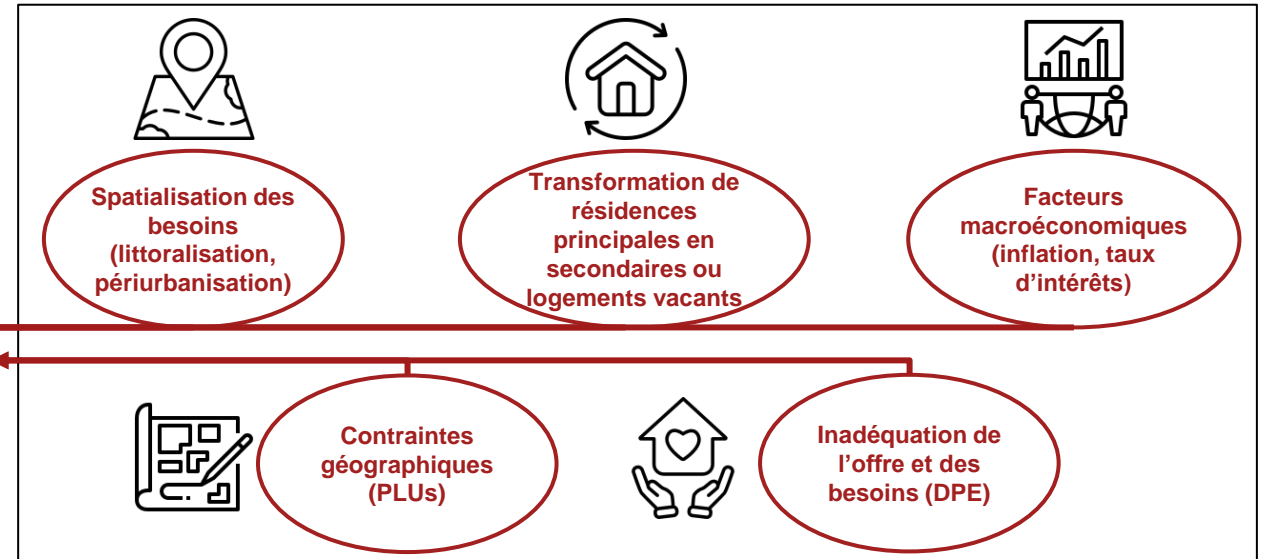 Spatialisation des
besoins
(littoralisation,
périurbanisation)
Transformation de
résidences
principales en
secondaires ou
logements vacants
Facteurs
macroéconomiques
(inflation, taux
d’intérêts)
Contraintes
géographiques
(PLUs)
Inadéquation de
l’offre et des
besoins (DPE)